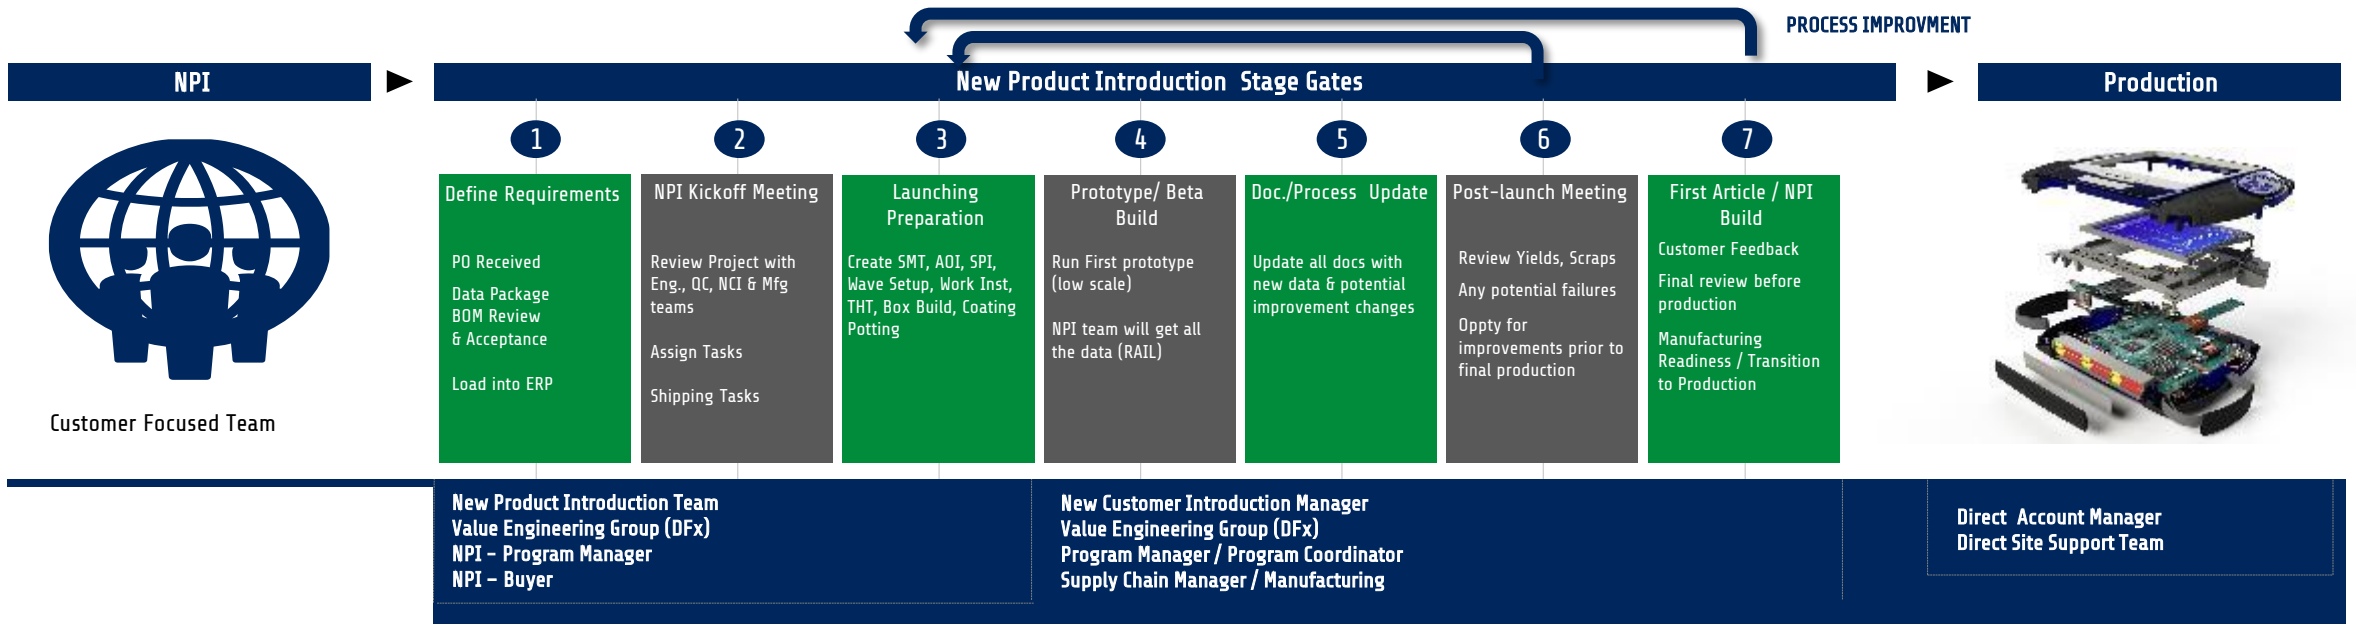 PROCESS IMPROVMENT
NPI
New Product Introduction  Stage Gates
Production
1
2
3
4
5
6
7
Define Requirements
PO Received
Data Package
BOM Review
& Acceptance
Load into ERP
NPI Kickoff Meeting
Review Project with
Eng., QC, NCI & Mfg
teams
Assign Tasks
Shipping Tasks
Launching
Preparation
Create SMT, AOI, SPI,
Wave Setup, Work Inst,
THT, Box Build, Coating
Potting
Prototype/ Beta
Build
Run First prototype
(low scale)
NPI team will get all
the data (RAIL)
Doc./Process  Update
Update all docs with
new data & potential
improvement changes
Post-launch Meeting
Review Yields, Scraps
Any potential failures
Oppty for
improvements prior to
final production
First Article / NPI
Build
Customer Feedback
Final review before
production
Manufacturing
Readiness / Transition
to Production
Customer Focused Team
New Product Introduction Team
Value Engineering Group (DFx)
NPI - Program Manager
NPI – Buyer
New Customer Introduction Manager
Value Engineering Group (DFx)
Program Manager / Program Coordinator
Supply Chain Manager / Manufacturing
Direct  Account Manager
Direct Site Support Team